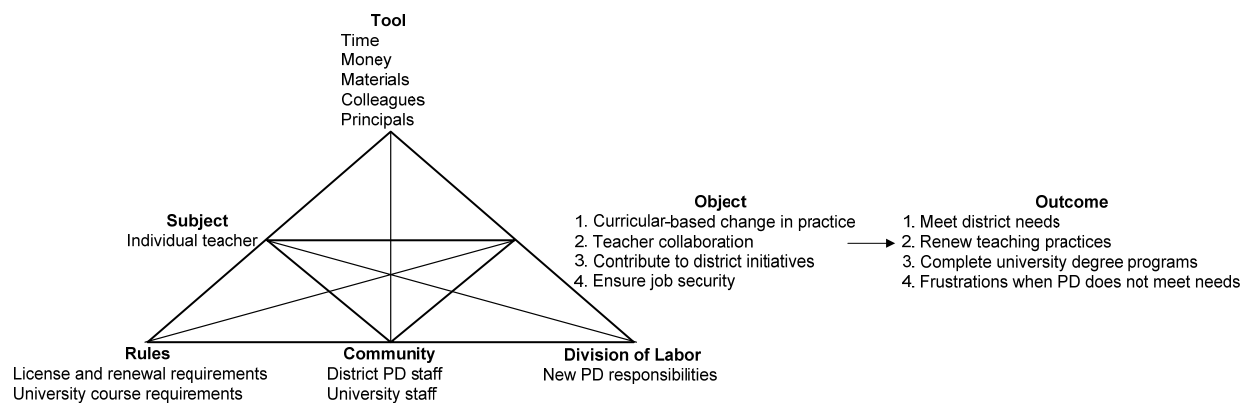 Tool
Time
Money
Materials
Colleagues
Principals
Subject
Individual teacher
Object
1. Curricular-based change in practice
2. Teacher collaboration
3. Contribute to district initiatives
4. Ensure job security
Outcome
1. Meet district needs
2. Renew teaching practices
3. Complete university degree programs
4. Frustrations when PD does not meet needs
Rules
License and renewal requirements
University course requirements
Community
District PD staff
University staff
Division of Labor
New PD responsibilities